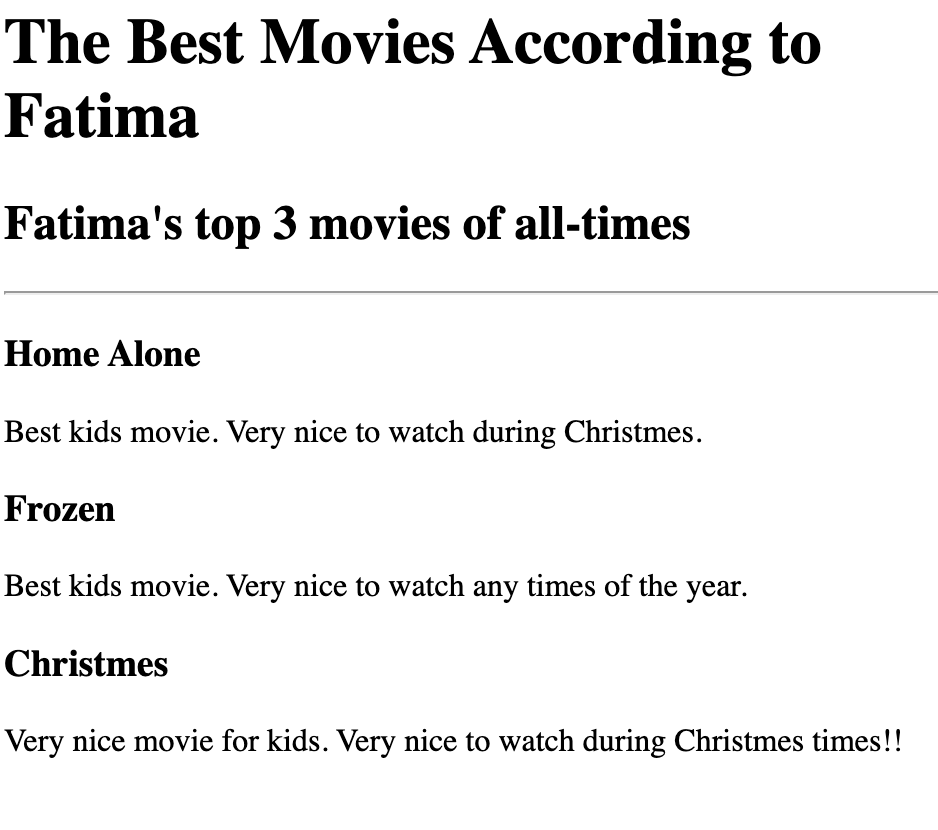 The Best Movies According to
Fatima
Fatima's top 3 movies of all-times
Home Alone
Best kids movie. Very nice to watch during Christmes.
Frozen
Best kids movie. Very nice to watch any times of the year.
Christmes
Very nice movie for kids. Very nice to watch during Christmes times!!